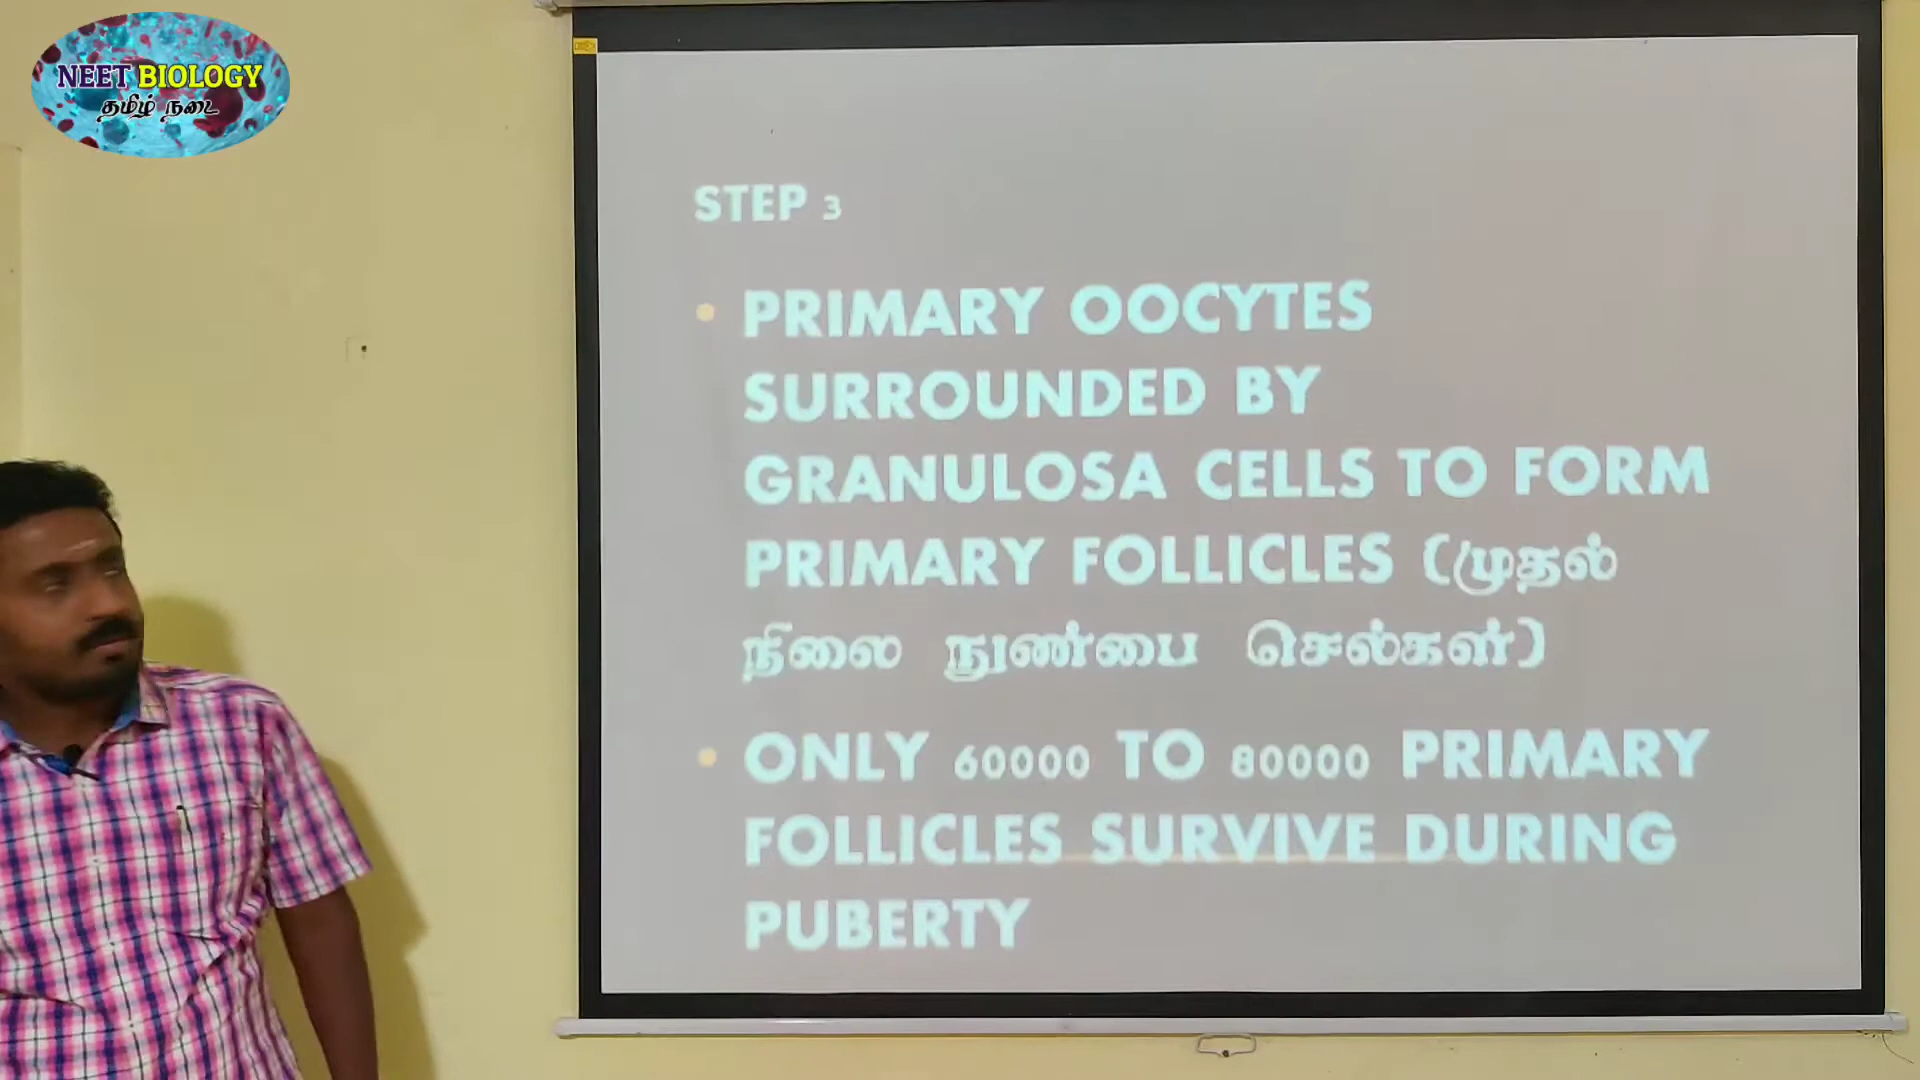 NEET BIOLOGY
தமிழ் நடை
STEP 3
• PRIMARY OOCYTES
SURROUNDED BY
GRANULOSA CELLS TO FORM
PRIMARY FOLLICLES (முதல்
நிலை நுண்பை செல்கள்)
• ONLY 60000 TO 80000 PRIMARY
FOLLICLES SURVIVE DURING
PUBERTY